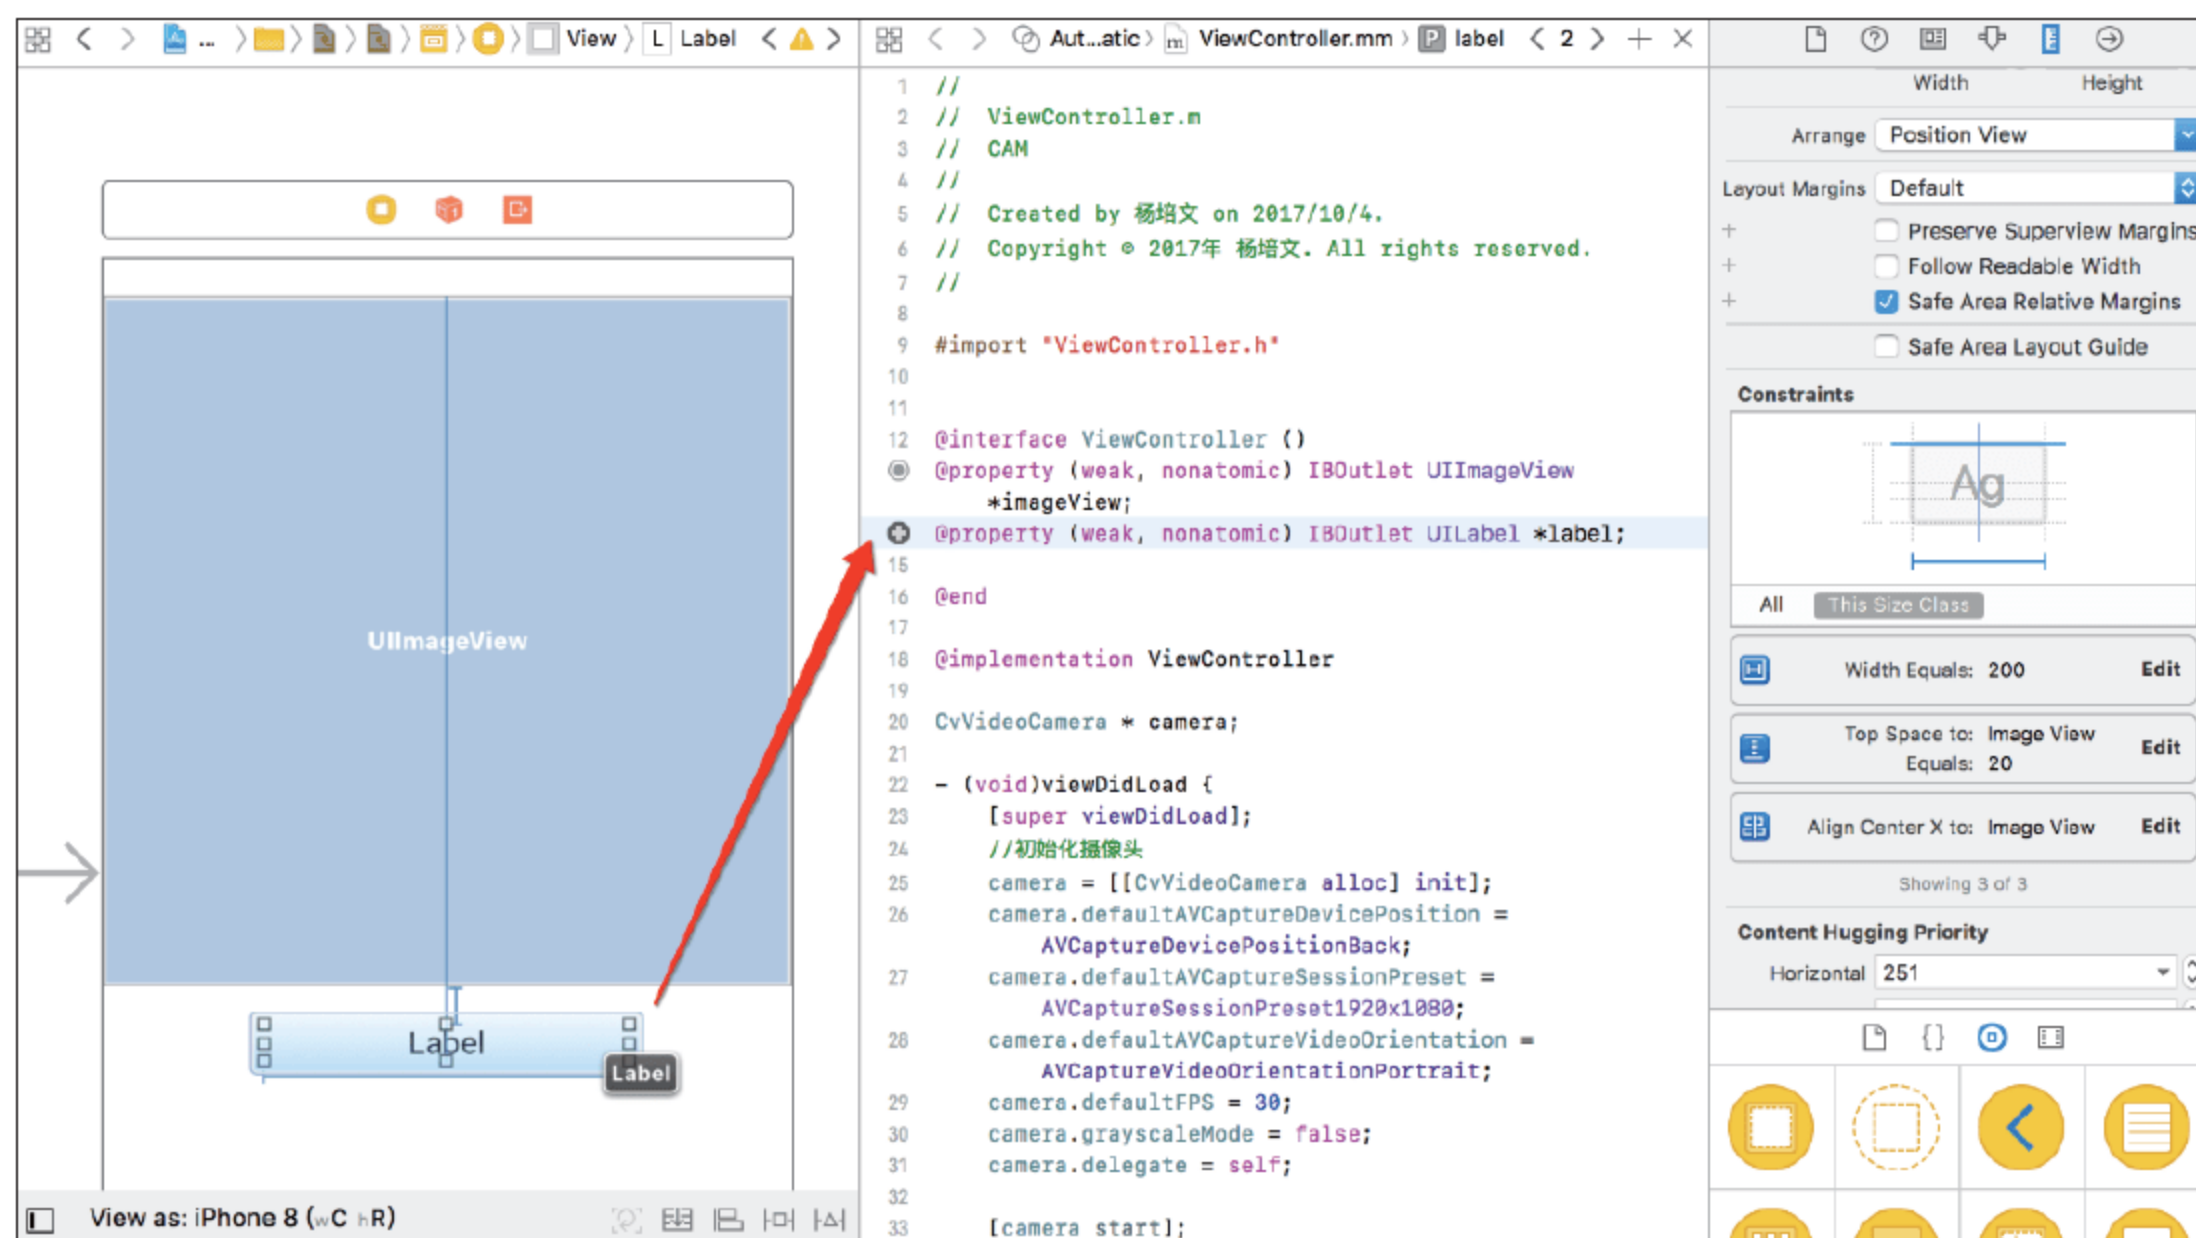 ... View L Label
Aut...atic ViewController.mm P label 2
View as: iPhone 8 (wC hR)
UIImageView
Label
Label
1 //
2 // ViewController.m
3 // CAM
4 //
5 // Created by 杨培文 on 2017/10/4.
6 // Copyright © 2017年 杨培文. All rights reserved.
7 //
8
9 #import "ViewController.h"
10
11
12 @interface ViewController ()
@property (weak, nonatomic) IBOutlet UIImageView
*imageView;
@property (weak, nonatomic) IBOutlet UILabel *label;
15
16 @end
17
18 @implementation ViewController
19
20 CvVideoCamera * camera;
21
22 - (void)viewDidLoad {
23 [super viewDidLoad];
24 //初始化摄像头
25 camera = [[CvVideoCamera alloc] init];
26 camera.defaultAVCaptureDevicePosition =
AVCaptureDevicePositionBack;
27 camera.defaultAVCaptureSessionPreset =
AVCaptureSessionPreset1920x1080;
28 camera.defaultAVCaptureVideoOrientation =
AVCaptureVideoOrientationPortrait;
29 camera.defaultFPS = 30;
30 camera.grayscaleMode = false;
31 camera.delegate = self;
32
33 [camera start];
Width Height
Arrange Position View
Layout Margins Default
Preserve Superview Margins
Follow Readable Width
Safe Area Relative Margins
Safe Area Layout Guide
Constraints
Ag
All This Size Class
Width Equals: 200 Edit
Top Space to: Image View
Equals: 20 Edit
Align Center X to: Image View Edit
Showing 3 of 3
Content Hugging Priority
Horizontal 251